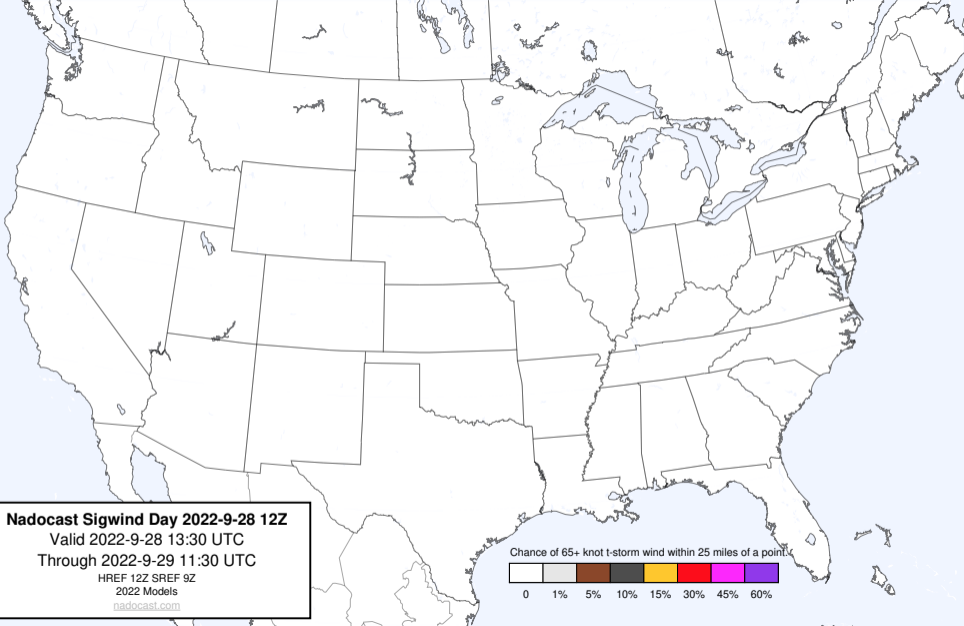 Nadocast Sigwind Day 2022-9-28 12Z
Valid 2022-9-28 13:30 UTC
Through 2022-9-29 11:30 UTC
HREF 12Z SREF 9Z
2022 Models
nadocast.com
Chance of 65+ knot t-storm wind within 25 miles of a point.
0 1% 5% 10% 15% 30% 45% 60%